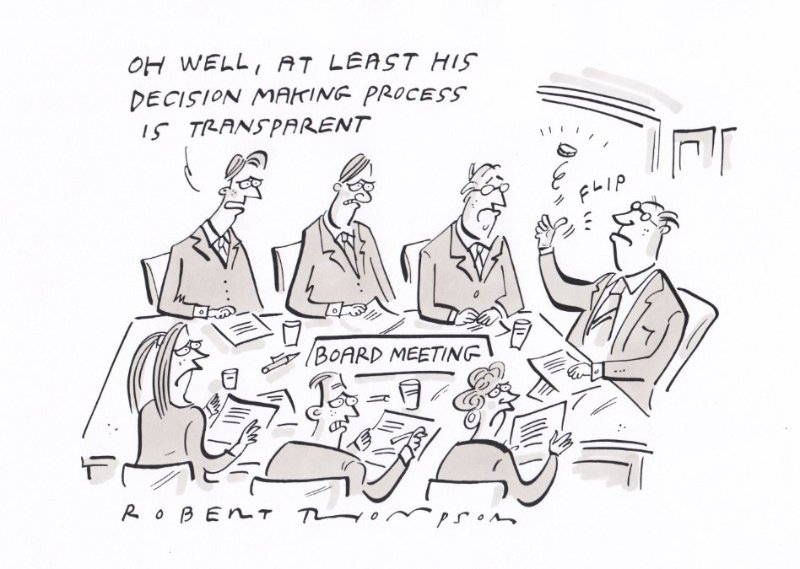 OH WELL, AT LEAST HIS
DECISION MAKING PROCESS
IS TRANSPARENT
FLIP
BOARD MEETING
ROBERT THOMPSON